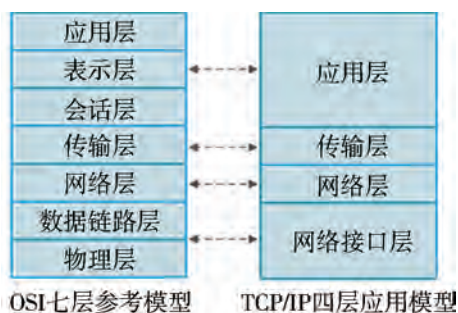 应用层
表示层
会话层
传输层
网络层
数据链路层
物理层
OSI七层参考模型
应用层
传输层
网络层
网络接口层
TCP/IP四层应用模型